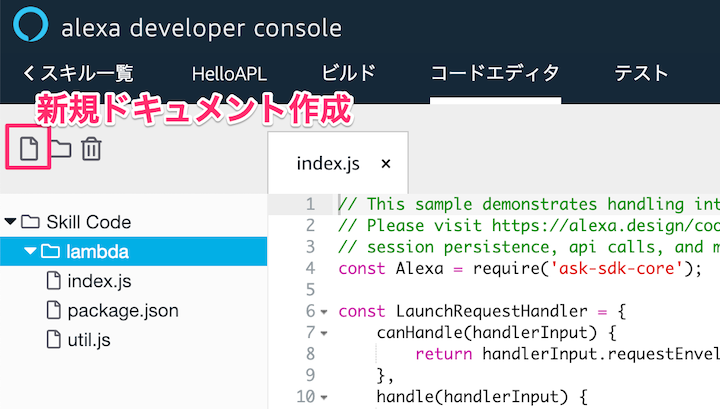 alexa developer console
スキル一覧 HelloAPL ビルド コードエディタ テスト
新規ドキュメント作成
index.js ×
Skill Code
lambda
index.js
package.json
util.js
1 // This sample demonstrates handling int
2 // Please visit https://alexa.design/coo
3 // session persistence, api calls, and m
4 const Alexa = require('ask-sdk-core');
5
6 const LaunchRequestHandler = {
7 canHandle(handlerInput) {
8 return handlerInput.requestEnvel
9 },
10 handle(handlerInput) {